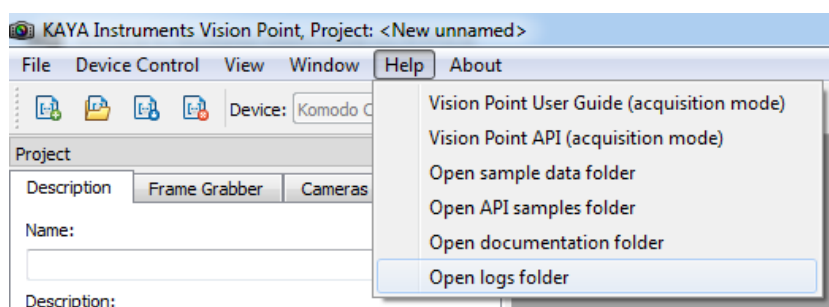 KAYA Instruments Vision Point, Project: <New unnamed>
File Device Control View Window Help About
Device: Komodo C
Project
Description Frame Grabber Cameras
Name:
Description:
Vision Point User Guide (acquisition mode)
Vision Point API (acquisition mode)
Open sample data folder
Open API samples folder
Open documentation folder
Open logs folder